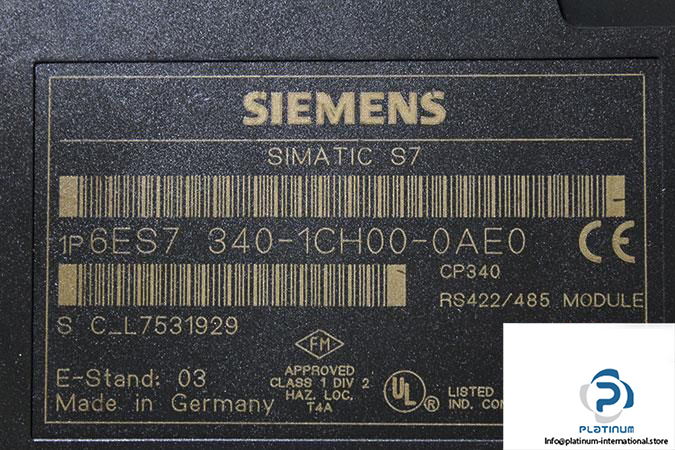 SIEMENS
SIMATIC S7
1P 6ES7 340-1CH00-0AE0
CE
CP340
RS422/485 MODULE
S C_L7531929
FM
APPROVED
CLASS 1 DIV 2
HAZ. LOC.
T4A
E-Stand: 03
Made in Germany
UL
®
LISTED
IND. CON
PLATINUM
Info@platinum-international.store